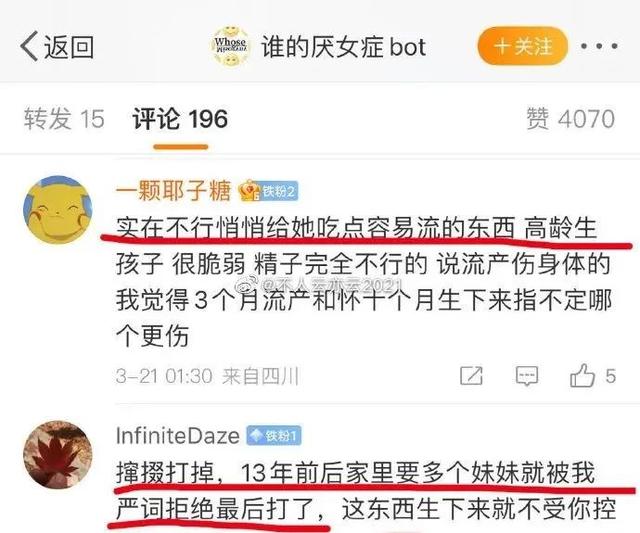 返回
Whose
谁的厌女症bot
+关注
转发 15
评论 196
赞 4070
一颗耶子糖
铁粉2
实在不行悄悄给她吃点容易流的东西 高龄生
孩子 很脆弱 精子完全不行的 说流产伤身体的
@不人云亦云2021
我觉得3个月流产和怀十个月生下来指不定哪
个更伤
3-21 01:30 来自四川
5
InfiniteDaze
铁粉1
撺掇打掉，13年前后家里要多个妹妹就被我
严词拒绝最后打了，这东西生下来就不受你控